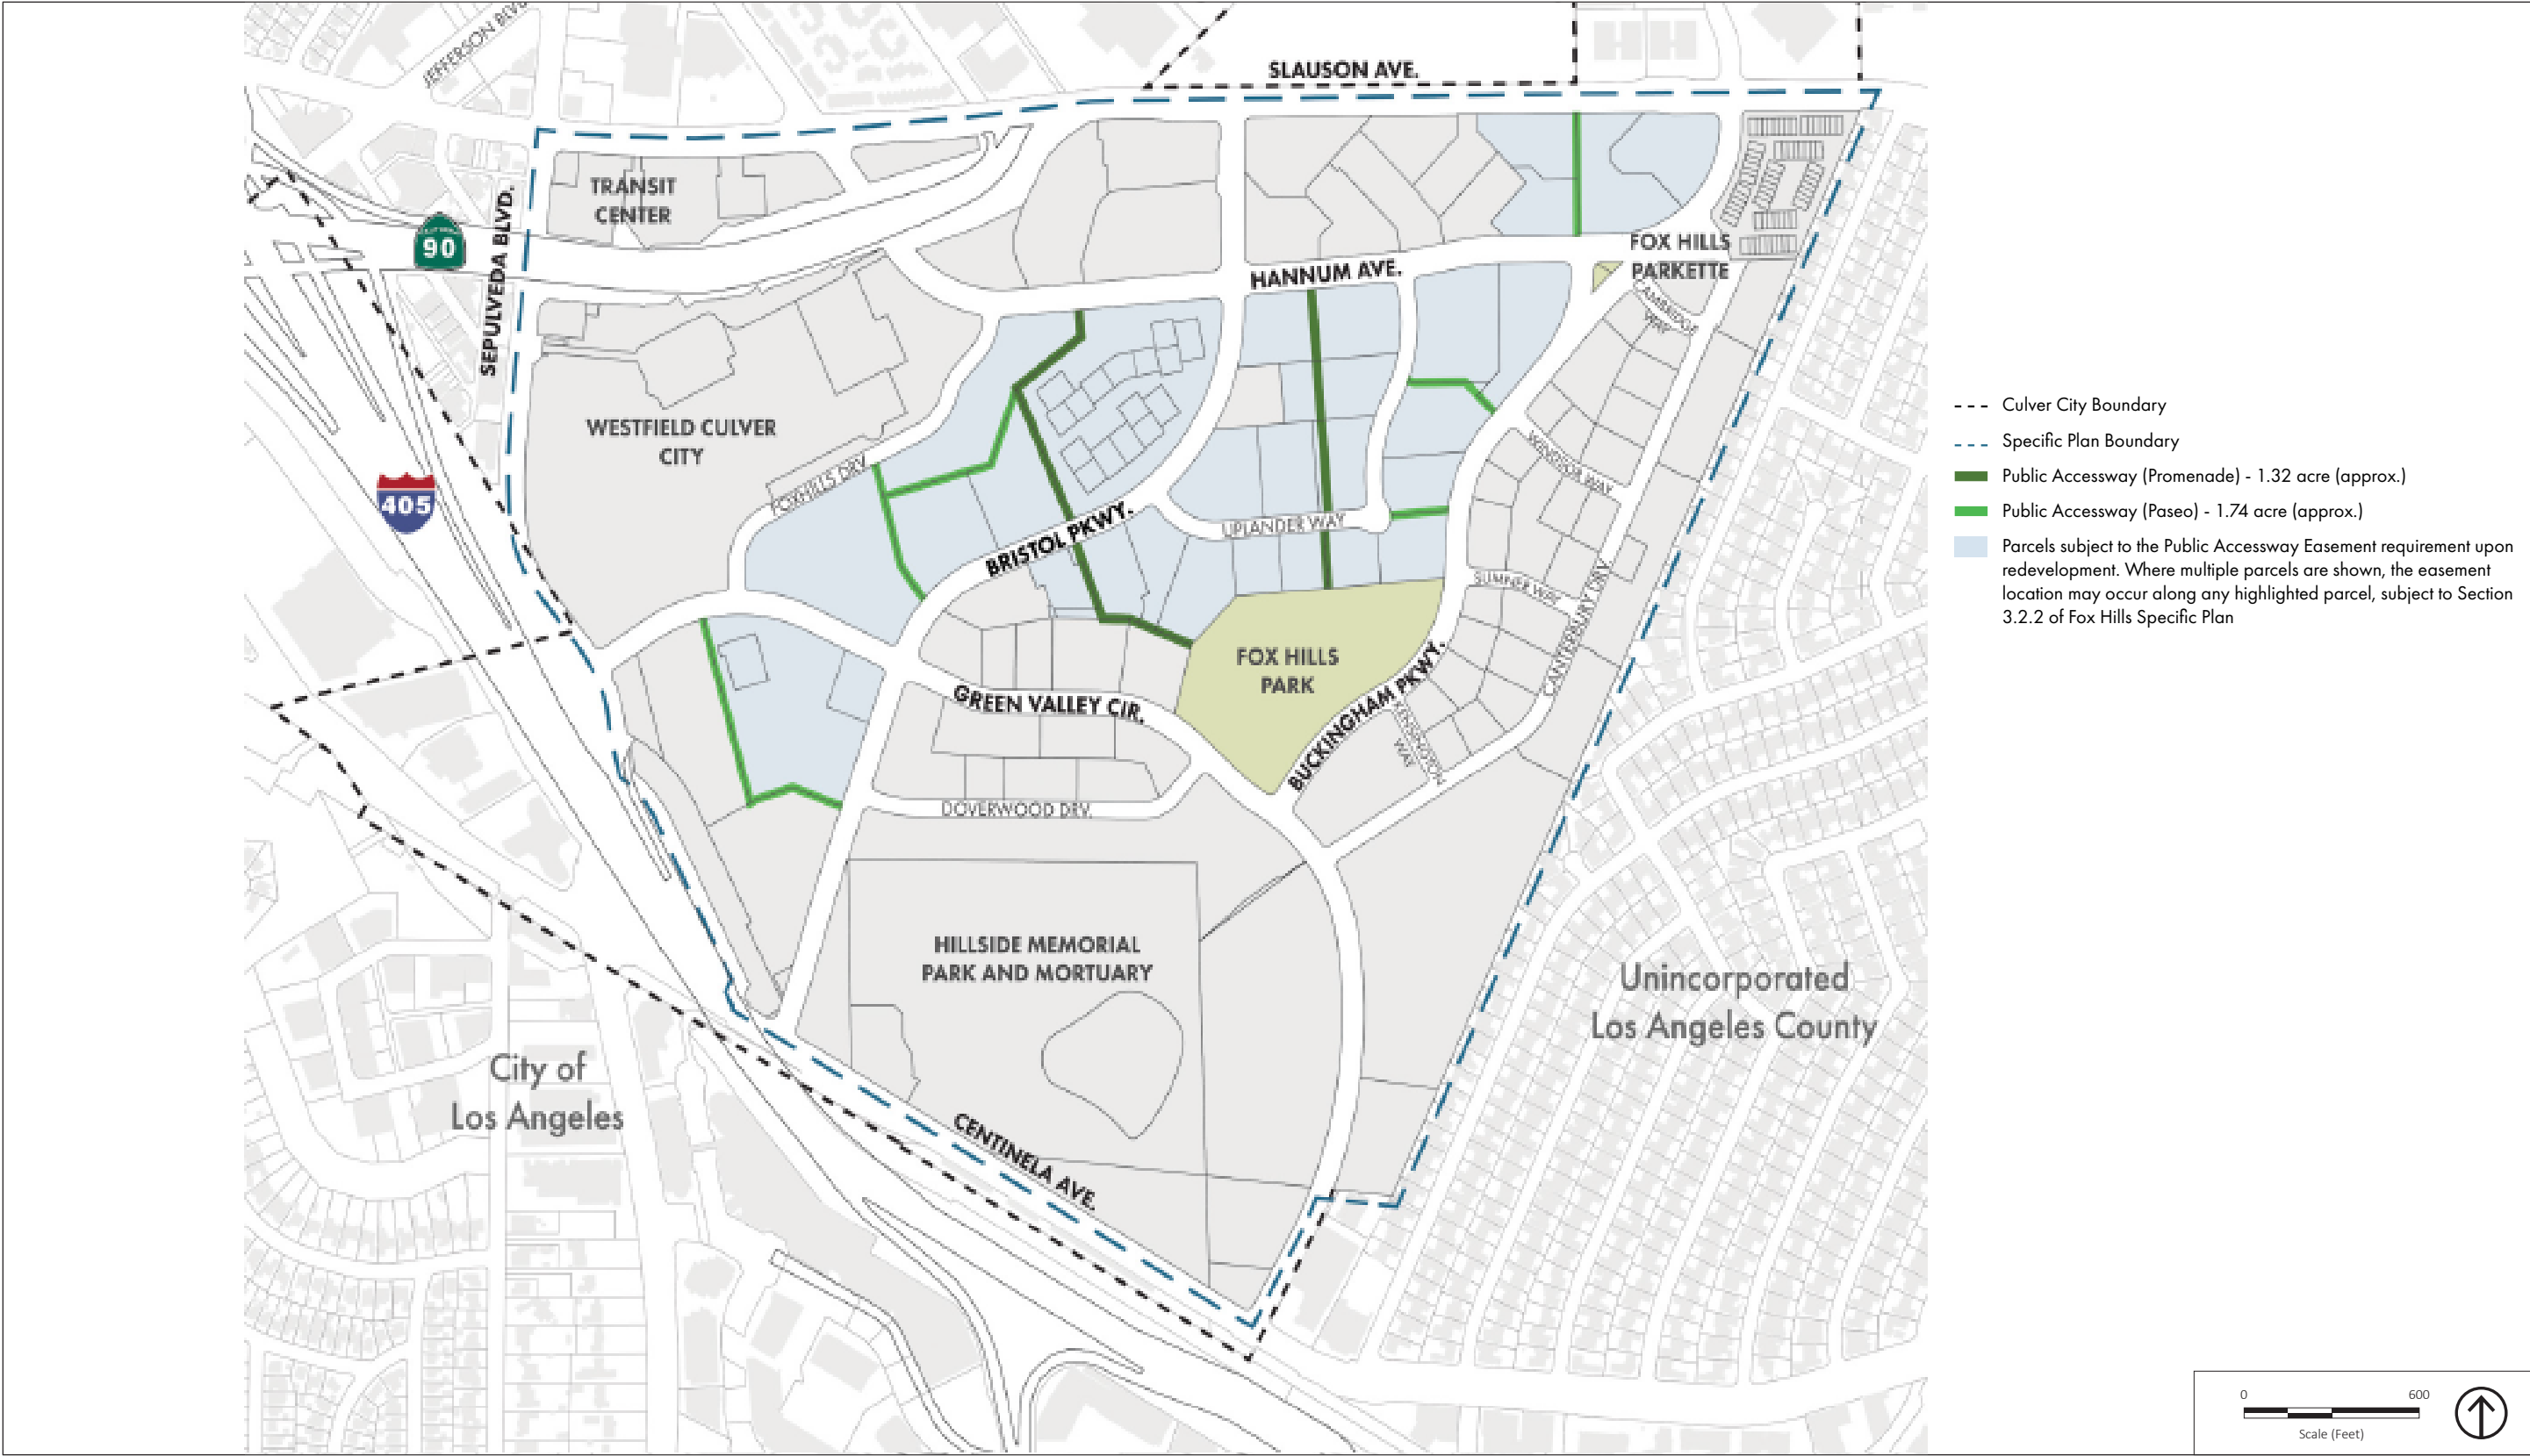 JEFFERSON BLVD
SLAUSON AVE.
TRANSIT
CENTER
90
SEPULVEDA BLVD.
FOX HILLS
PARKETTE
HANNUM AVE.
CAMBRIDGE
WAY
WESTFIELD CULVER
CITY
FOXHILLS DRV
WINDSOR WAY
405
BRISTOL PKWY.
UPLANDER WAY
SUMNER WAY
CANTERBURY DRV
FOX HILLS
PARK
GREEN VALLEY CIR.
BUCKINGHAM PKWY.
KENSINGTON
WAY
DOVERWOOD DRV.
HILLSIDE MEMORIAL
PARK AND MORTUARY
Unincorporated
Los Angeles County
City of
Los Angeles
CENTINELA AVE.
Culver City Boundary
Specific Plan Boundary
Public Accessway (Promenade) - 1.32 acre (approx.)
Public Accessway (Paseo) - 1.74 acre (approx.)
Parcels subject to the Public Accessway Easement requirement upon
redevelopment. Where multiple parcels are shown, the easement
location may occur along any highlighted parcel, subject to Section
3.2.2 of Fox Hills Specific Plan
0 600
Scale (Feet)